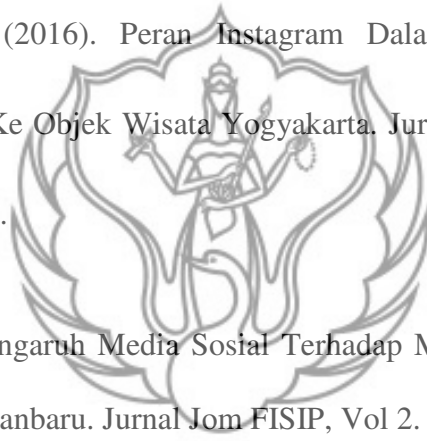 (2016). Peran Instagram Dala
Ke Objek Wisata Yogyakarta. Jur
.
ngaruh Media Sosial Terhadap M
anbaru. Jurnal Jom FISIP, Vol 2.